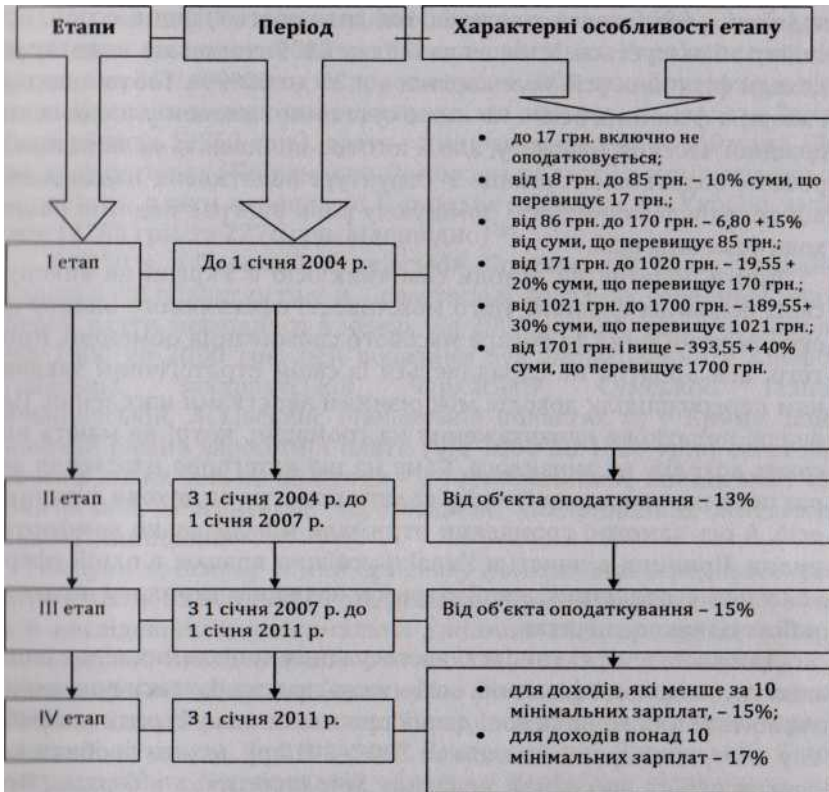 Етапи
Період
Характерні особливості етапу
І етап
До 1 січня 2004 р.
• до 17 грн. включно не
оподатковується;
• від 18 грн. до 85 грн. – 10% суми, що
перевищує 17 грн.;
• від 86 грн. до 170 грн. – 6,80 +15%
від суми, що перевищує 85 грн.;
• від 171 грн. до 1020 грн. – 19,55 +
20% суми, що перевищує 170 грн.;
• від 1021 грн. до 1700 грн. – 189,55+
30% суми, що перевищує 1021 грн.;
• від 1701 грн. і вище – 393,55 + 40%
суми, що перевищує 1700 грн.
ІІ етап
З 1 січня 2004 р. до
1 січня 2007 р.
Від об’єкта оподаткування – 13%
ІІІ етап
З 1 січня 2007 р. до
1 січня 2011 р.
Від об’єкта оподаткування – 15%
IV етап
З 1 січня 2011 р.
• для доходів, які менше за 10
мінімальних зарплат, – 15%;
• для доходів понад 10
мінімальних зарплат – 17%